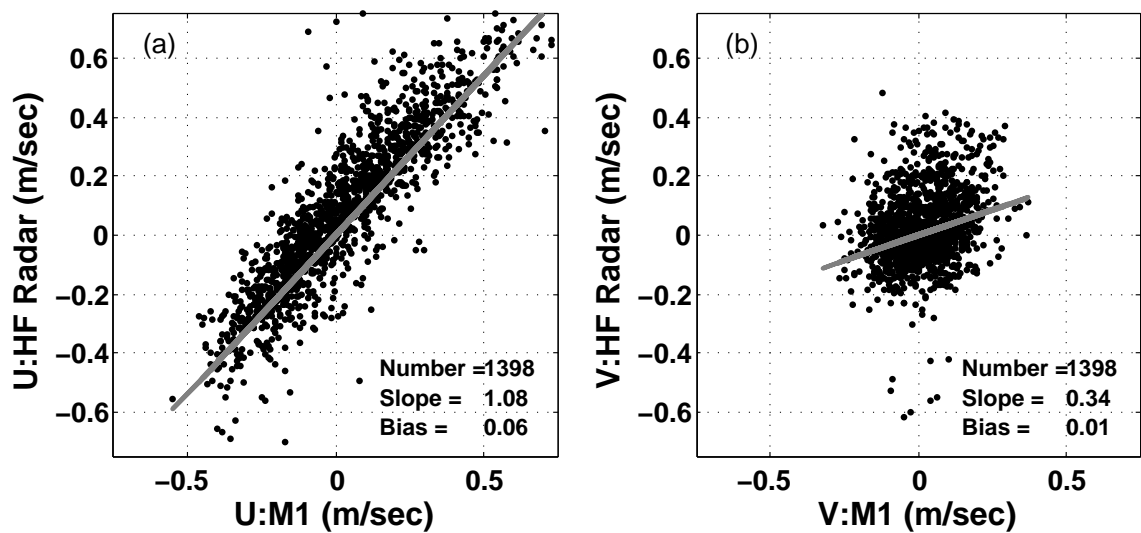 (a)
U:HF Radar (m/sec)
0.6
0.4
0.2
0
−0.2
−0.4
−0.6
Number =1398
Slope = 1.08
Bias = 0.06
−0.5 0 0.5
U:M1 (m/sec)
(b)
V:HF Radar (m/sec)
0.6
0.4
0.2
0
−0.2
−0.4
−0.6
Number =1398
Slope = 0.34
Bias = 0.01
−0.5 0 0.5
V:M1 (m/sec)